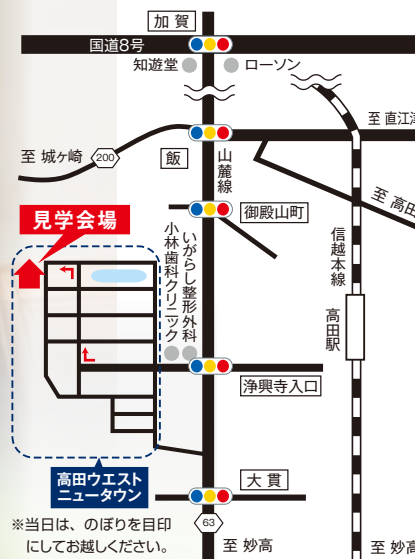 加賀
国道8号
知遊堂
ローソン
至 直江津
至 城ヶ崎
200
飯
山麓線
至 高田
見学会場
御殿山町
いがらし整形外科
小林歯科クリニック
信越本線
高田駅
浄興寺入口
高田ウエスト
ニュータウン
大貫
※当日は、のぼりを目印
にしてお越しください。
63
至 妙高
至 妙高